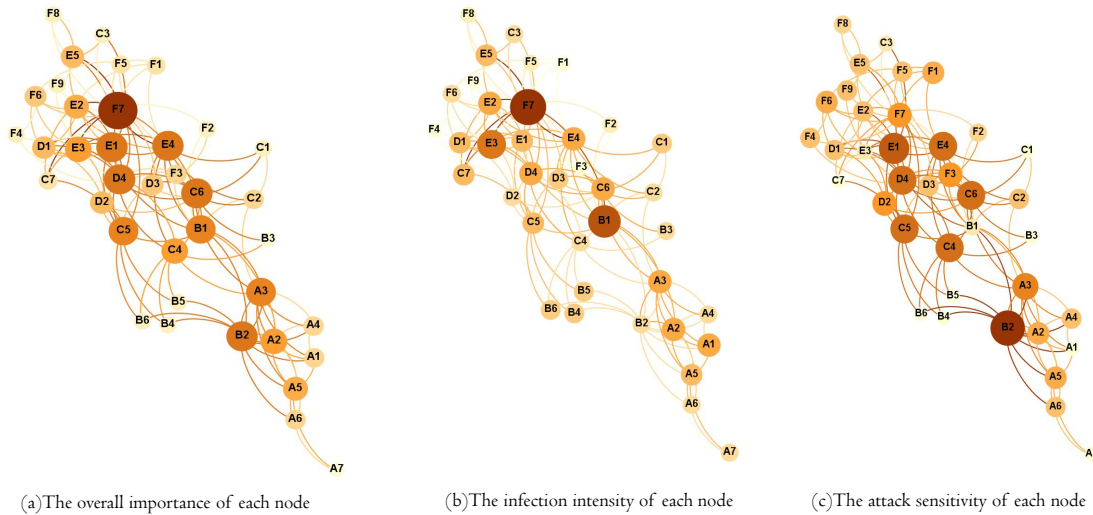 F8
C3
E5
F5
F1
F9
F6
E2
F7
F4
F2
D1
E3
E1
E4
C1
C7
D4
D3
F3
D2
C6
C2
C5
B1
B3
C4
A3
B5
B6
B4
A4
B2
A2
A1
A5
A6
A7
(a)The overall importance of each node
F8
C3
E5
F5
F1
F9
F6
E2
F7
F4
F2
D1
E3
E1
E4
C1
C7
D4
D3
F3
D2
C6
C2
C5
B1
B3
C4
A3
B5
B6
B4
A4
B2
A2
A1
A5
A6
A7
(b)The infection intensity of each node
F8
C3
E5
F5
F1
F9
F6
E2
F7
F4
F2
D1
E3
E1
E4
C1
C7
D4
D3
F3
D2
C6
C2
C5
B1
B3
C4
A3
B5
B6
B4
A4
B2
A2
A1
A5
A6
A
(c)The attack sensitivity of each node